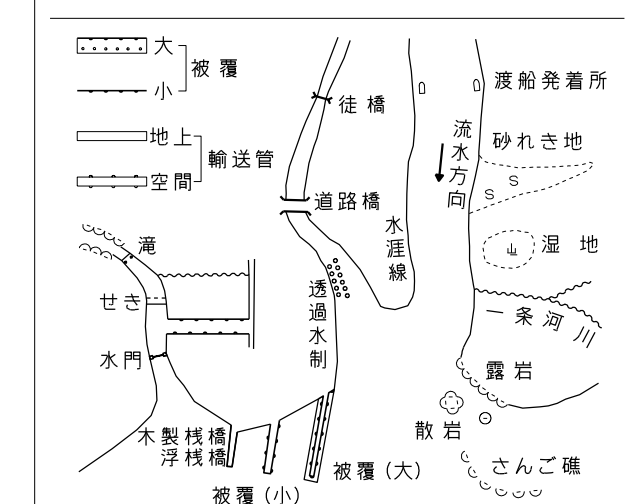 大
被覆
小
地上
輸送管
空間
渡船発着所
徒橋
流水方向
砂れき地
S S
道路橋
水涯線
湿地
滝
せき
透過水制
一条河川
水門
露岩
散岩
木製桟橋
浮桟橋
被覆(大)
さんご礁
被覆(小)